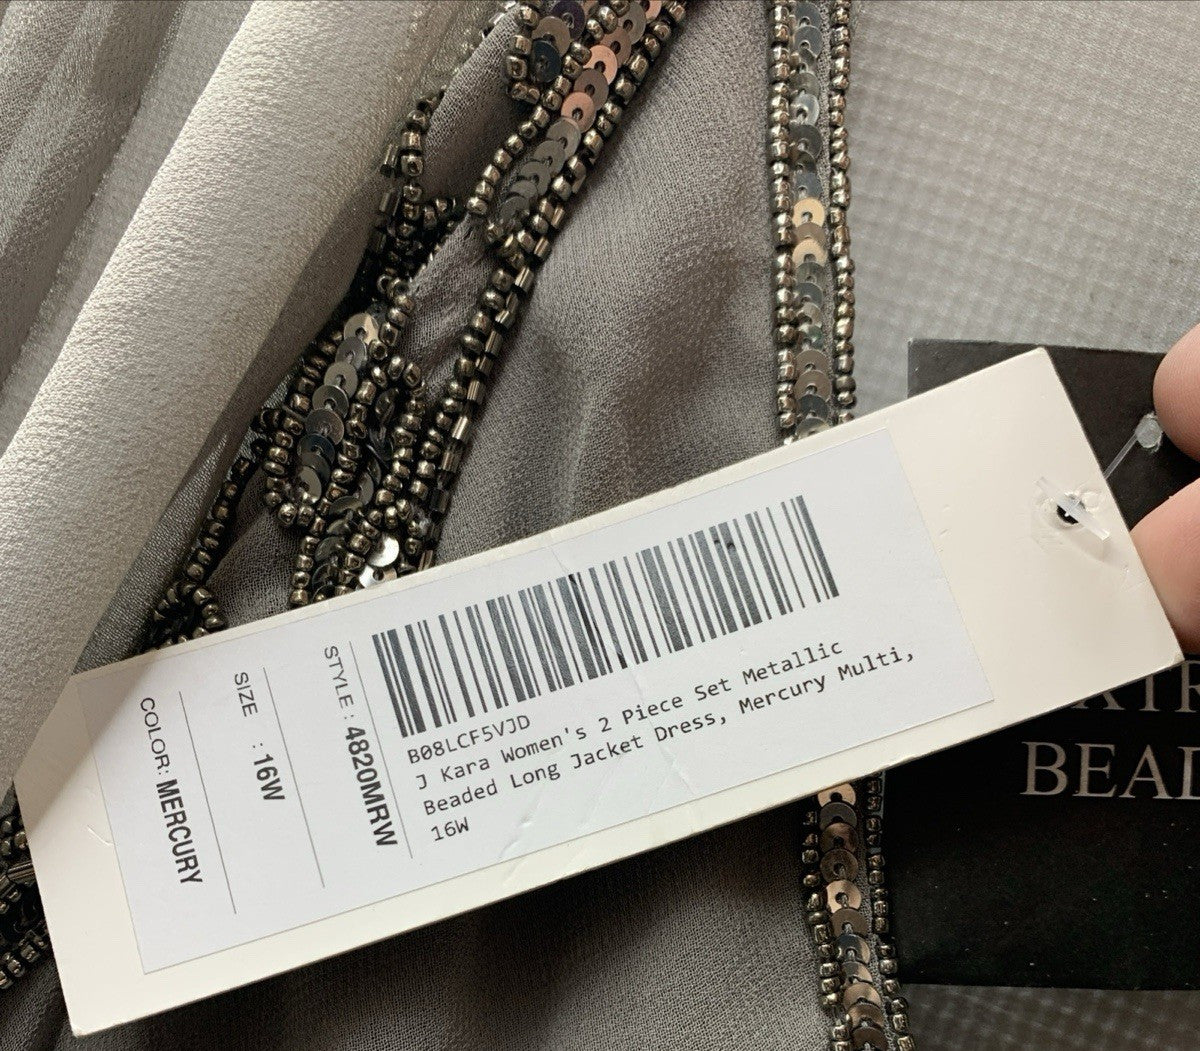 B08LCF5VJD
J Kara Women's 2 Piece Set Metallic
Beaded Long Jacket Dress, Mercury Multi,
16W
STYLE : 4820MRW
SIZE : 16W
COLOR: MERCURY